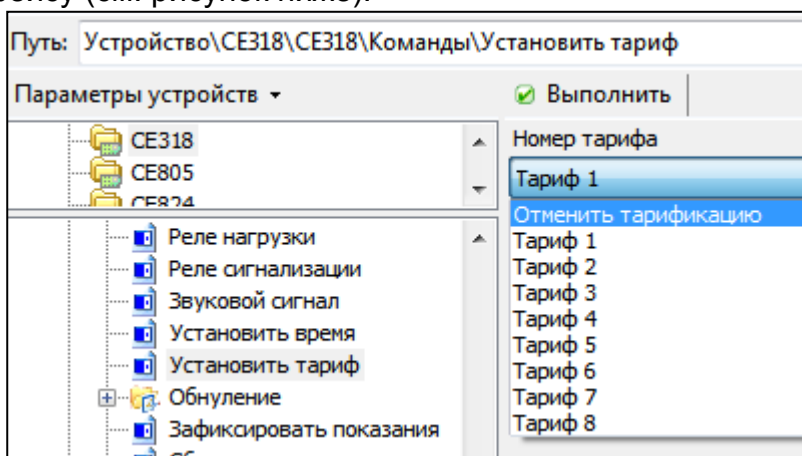 Путь: Устройство\CE318\CE318\Команды\Установить тариф
Параметры устройств
Выполнить
CE318
CE805
CE824
Номер тарифа
Тариф 1
Отменить тарификацию
Тариф 1
Тариф 2
Тариф 3
Тариф 4
Тариф 5
Тариф 6
Тариф 7
Тариф 8
Реле нагрузки
Реле сигнализации
Звуковой сигнал
Установить время
Установить тариф
Обнуление
Зафиксировать показания